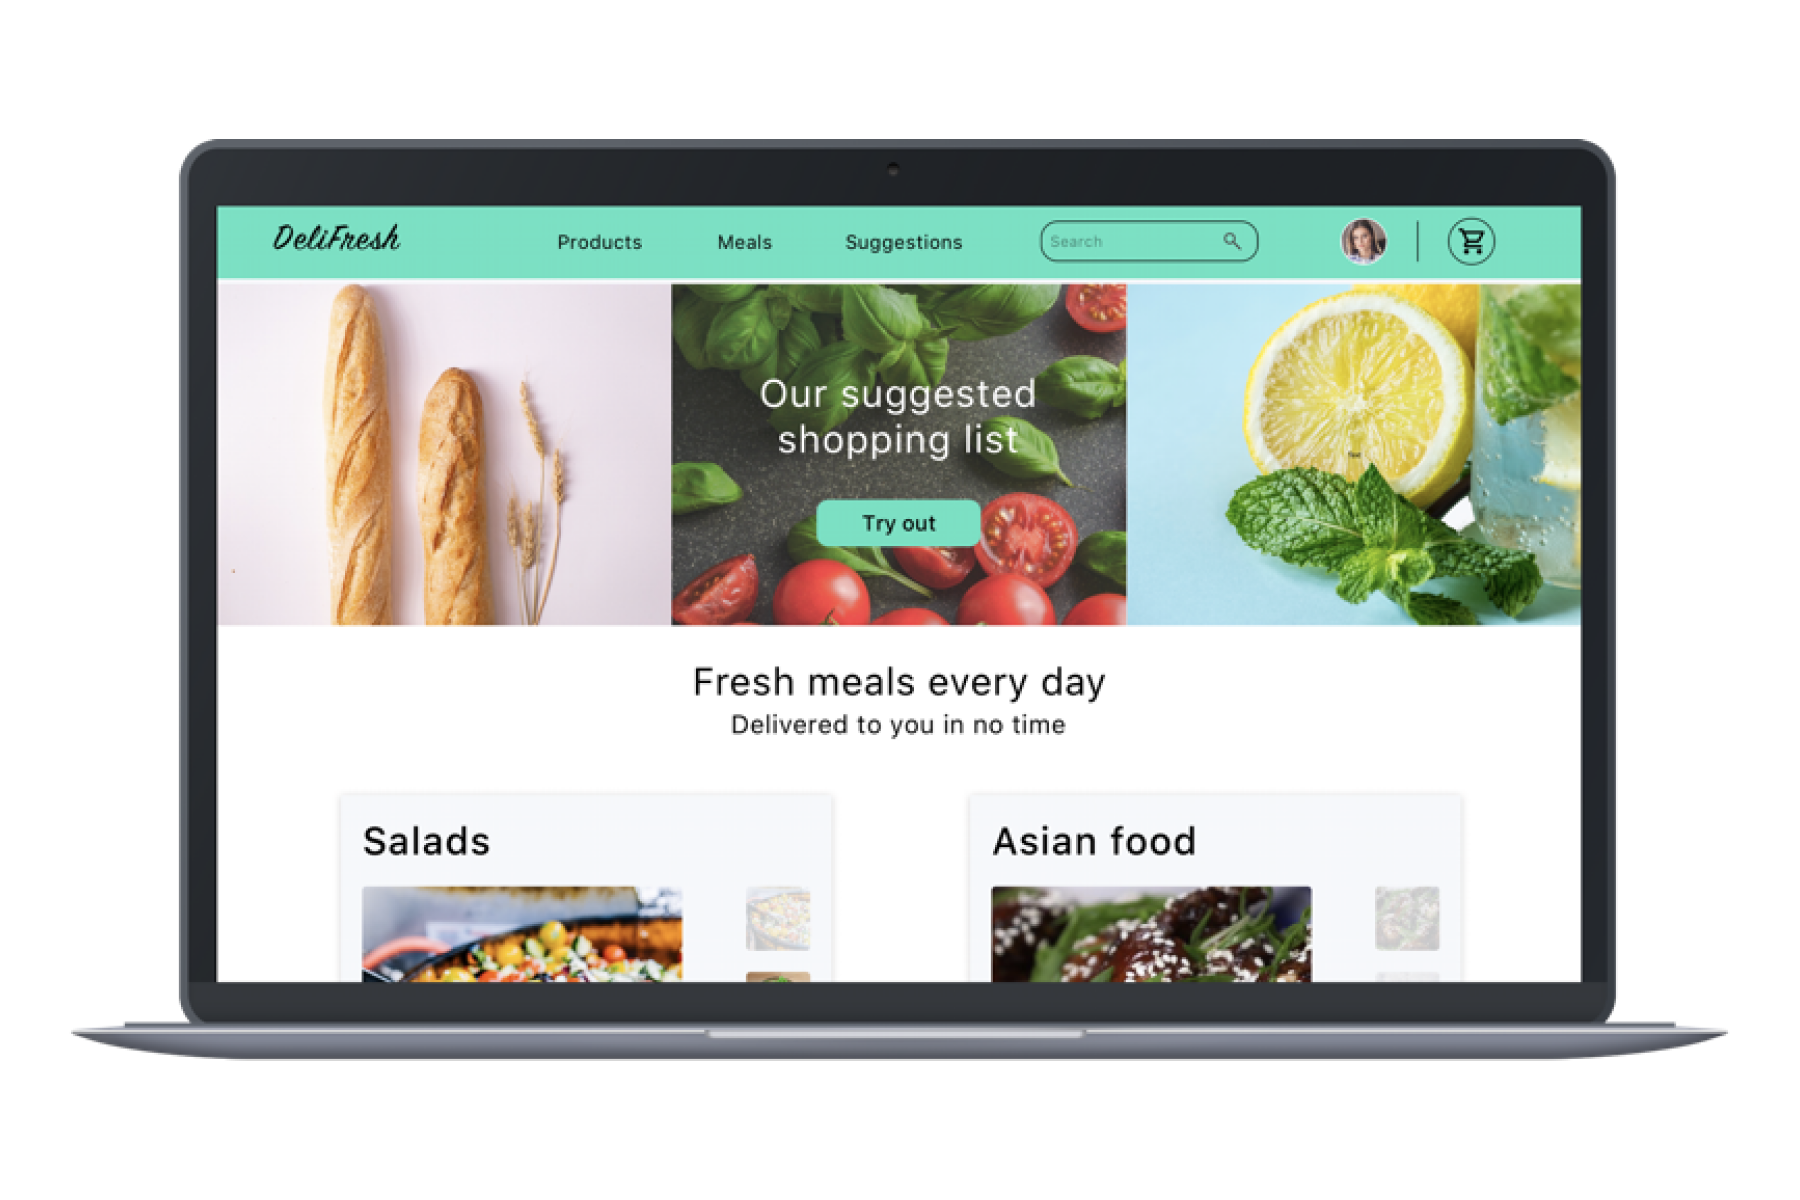 DeliFresh
Products
Meals
Suggestions
Search
Our suggested
shopping list
Try out
Fresh meals every day
Delivered to you in no time
Salads
Asian food